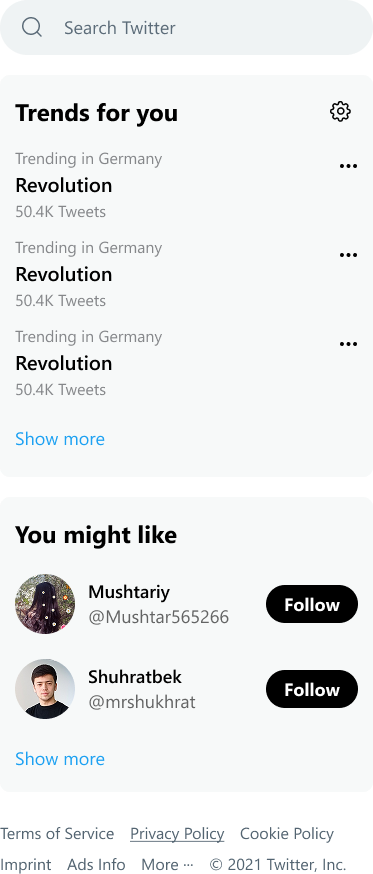 Search Twitter
Trends for you
Trending in Germany
Revolution
50.4K Tweets
Trending in Germany
Revolution
50.4K Tweets
Trending in Germany
Revolution
50.4K Tweets
Show more
You might like
Mushtariy
@Mushtar565266
Follow
Shuhratbek
@mrshukhrat
Follow
Show more
Terms of Service Privacy Policy Cookie Policy
Imprint Ads Info More ··· © 2021 Twitter, Inc.